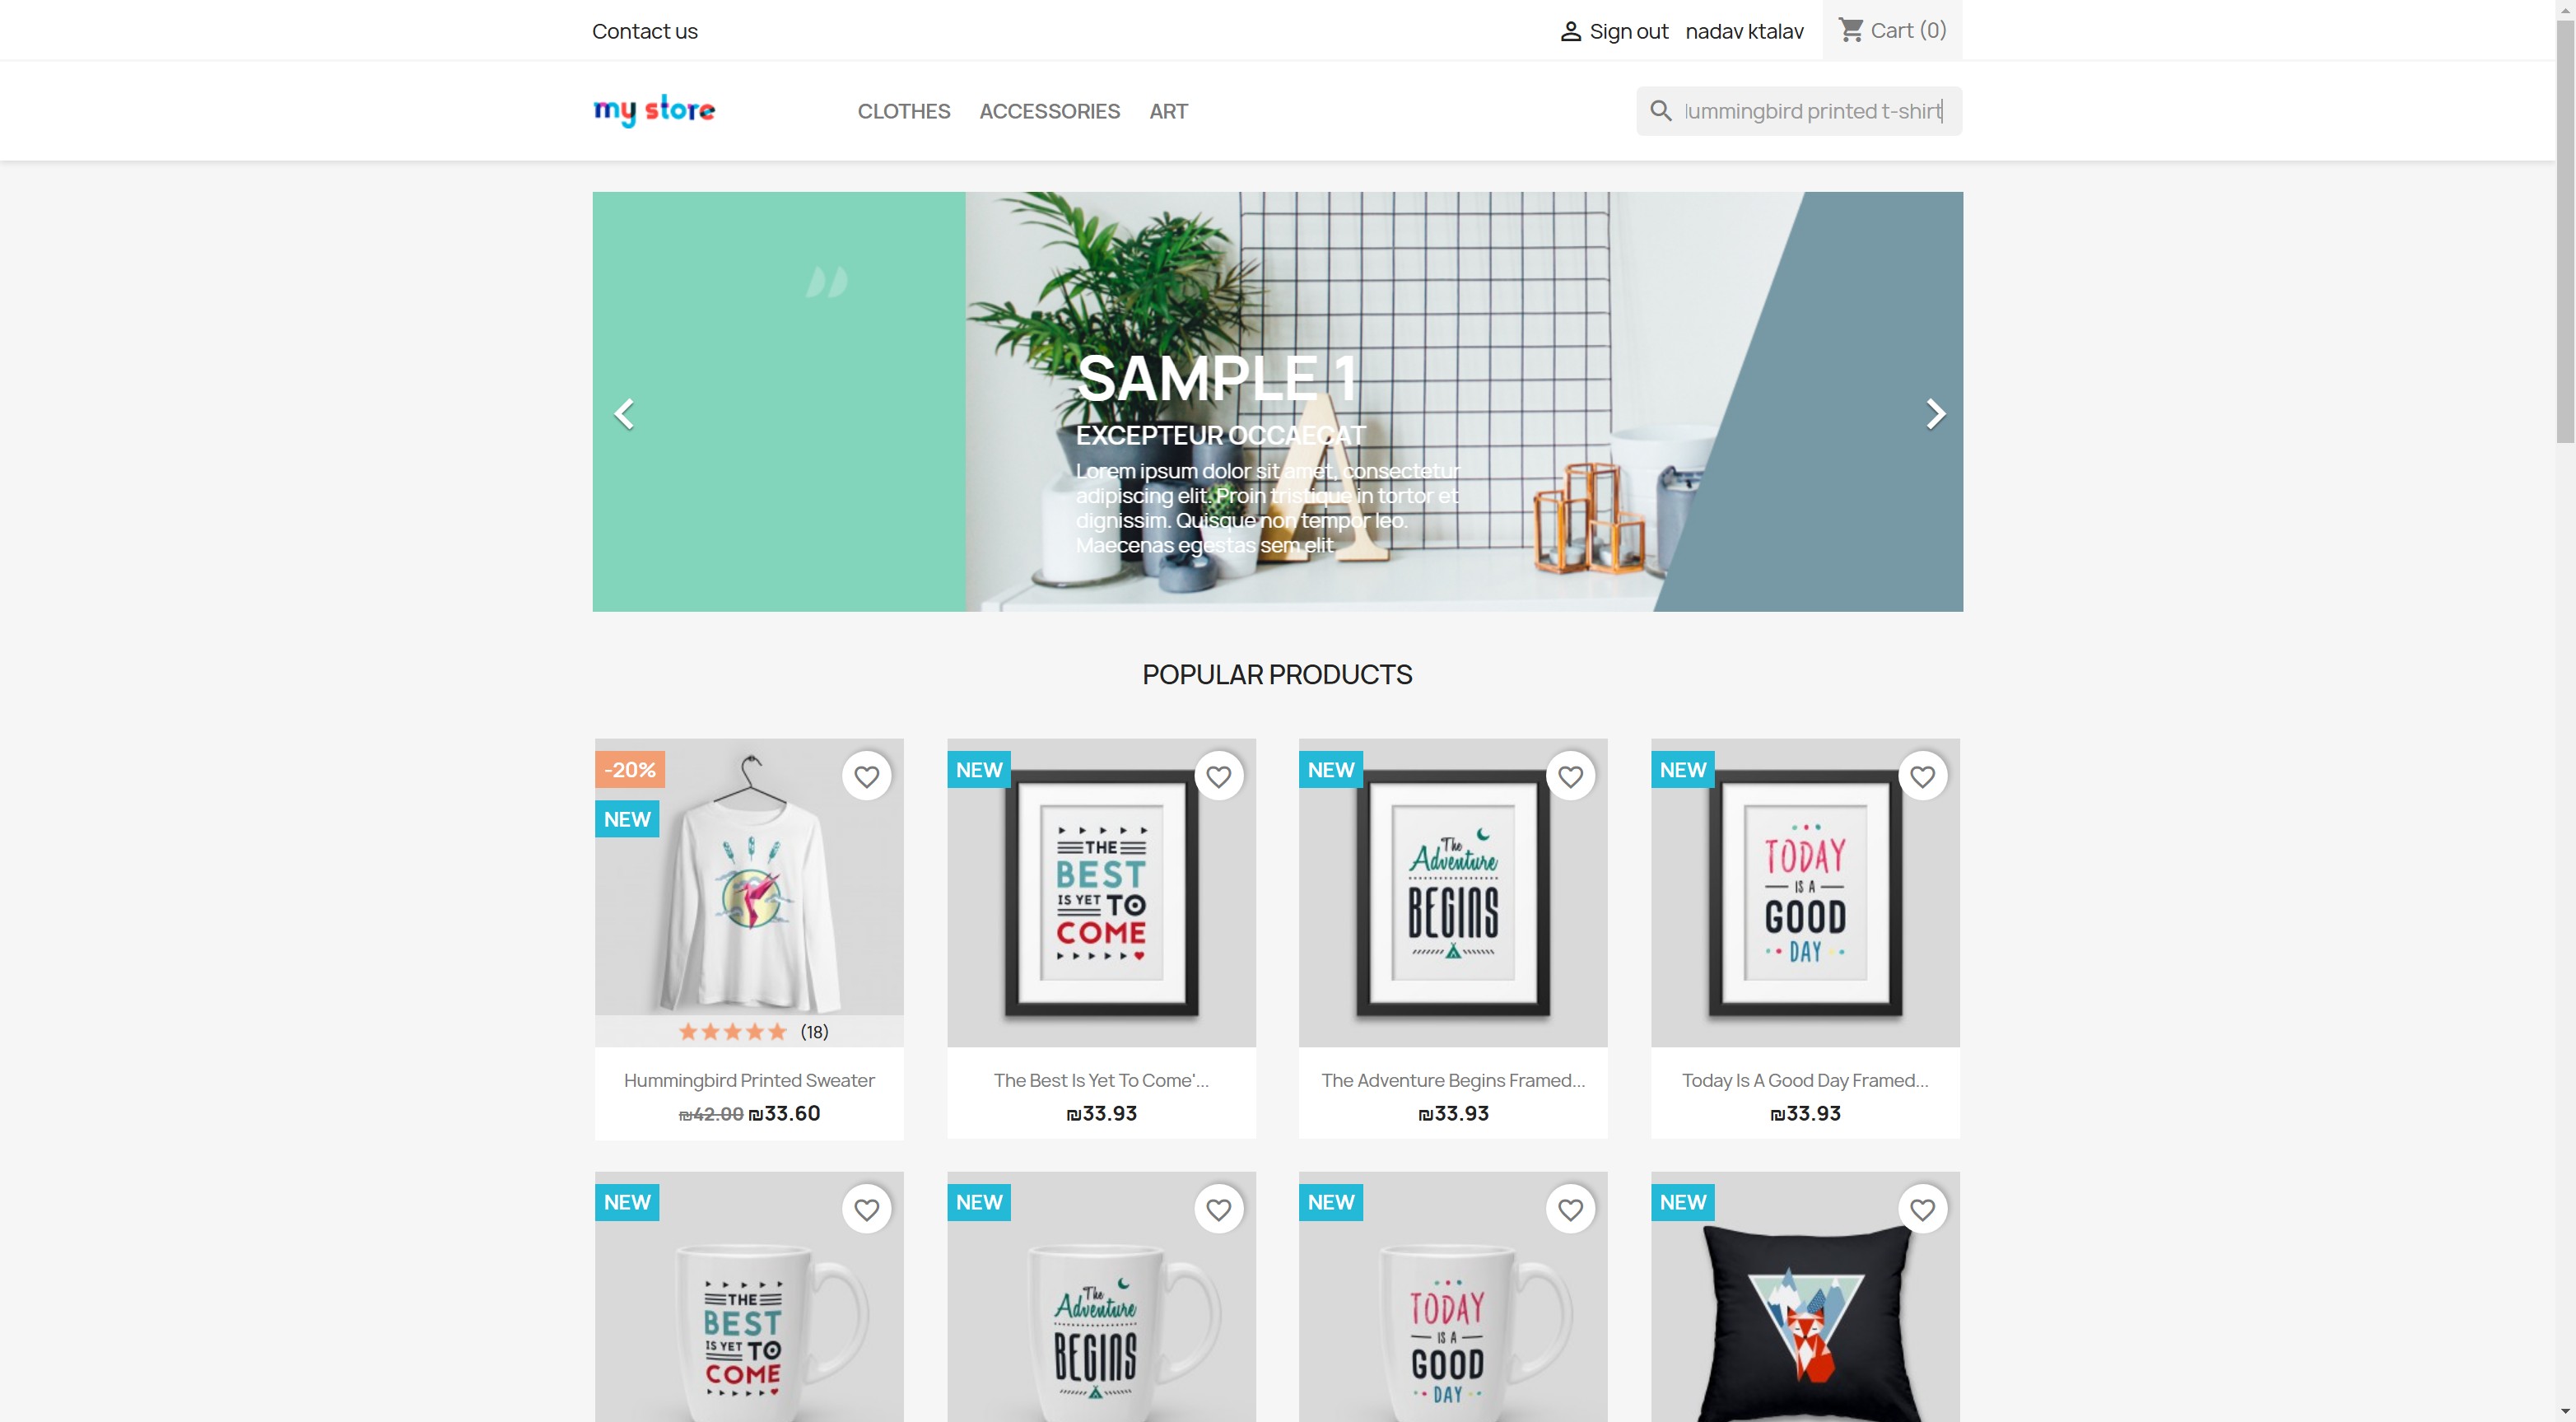 Contact us
Sign out nadav ktalav Cart (0)
my store
CLOTHES ACCESSORIES ART
ummingbird printed t-shirt
SAMPLE 1
EXCEPTEUR OCCAECAT
Lorem ipsum dolor sit amet, consectetur
adipiscing elit. Proin tristique in tortor et
dignissim. Quisque non tempor leo.
Maecenas egestas sem elit
POPULAR PRODUCTS
-20%
NEW
(18)
Hummingbird Printed Sweater
₪42.00 ₪33.60
NEW
THE
BEST
IS YET TO
COME
The Best Is Yet To Come'...
₪33.93
NEW
The
Adventure
BEGINS
The Adventure Begins Framed...
₪33.93
NEW
TODAY
IS A
GOOD
DAY
Today Is A Good Day Framed...
₪33.93
NEW
THE
BEST
IS YET TO
COME
NEW
The
Adventure
BEGINS
NEW
TODAY
IS A
GOOD
DAY
NEW